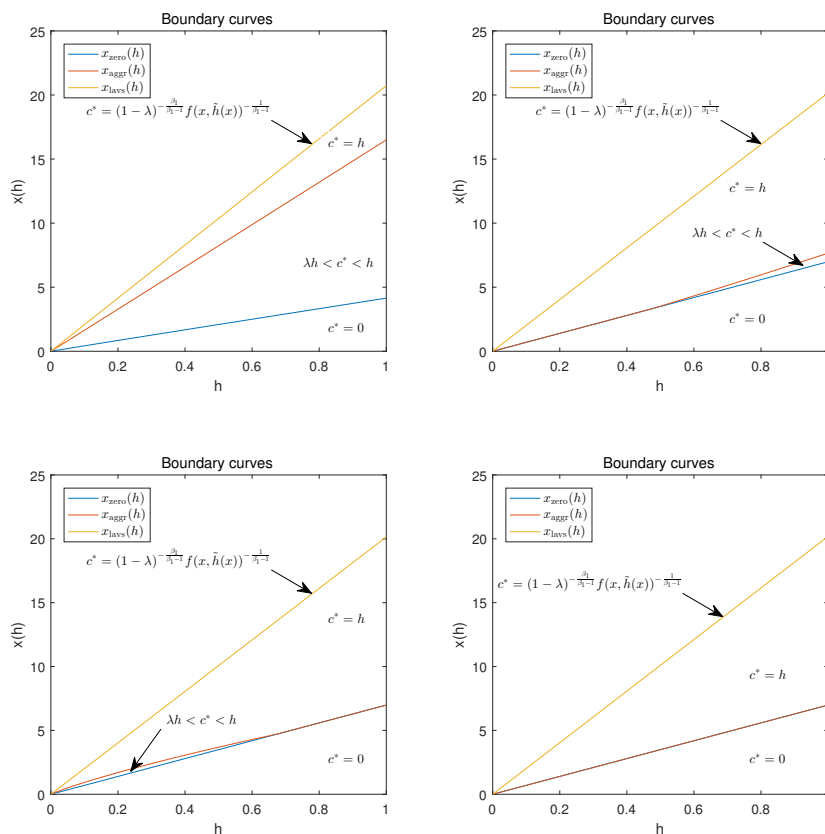 Boundary curves
25
20
15
10
5
0
x(h)
x_zero(h)
x_aggr(h)
x_lavs(h)
c* = (1 − λ)^{−β₁/(β₁−1)} f(x, h̃(x))^{−1/(β₁−1)}
c* = h
λh < c* < h
c* = 0
0 0.2 0.4 0.6 0.8 1
h
Boundary curves
25
20
15
10
5
0
x(h)
x_zero(h)
x_aggr(h)
x_lavs(h)
c* = (1 − λ)^{−β₁/(β₁−1)} f(x, h̃(x))^{−1/(β₁−1)}
c* = h
λh < c* < h
c* = 0
0 0.2 0.4 0.6 0.8
h
Boundary curves
25
20
15
10
5
0
x(h)
x_zero(h)
x_aggr(h)
x_lavs(h)
c* = (1 − λ)^{−β₁/(β₁−1)} f(x, h̃(x))^{−1/(β₁−1)}
c* = h
λh < c* < h
c* = 0
0 0.2 0.4 0.6 0.8 1
h
Boundary curves
25
20
15
10
5
0
x(h)
x_zero(h)
x_aggr(h)
x_lavs(h)
c* = (1 − λ)^{−β₁/(β₁−1)} f(x, h̃(x))^{−1/(β₁−1)}
c* = h
c* = 0
0 0.2 0.4 0.6 0.8
h